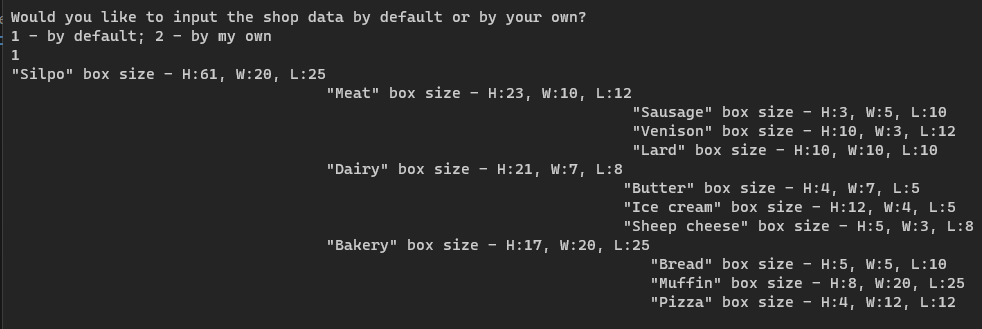 Would you like to input the shop data by default or by your own?
1 - by default; 2 - by my own
1
"Silpo" box size - H:61, W:20, L:25
"Meat" box size - H:23, W:10, L:12
"Sausage" box size - H:3, W:5, L:10
"Venison" box size - H:10, W:3, L:12
"Lard" box size - H:10, W:10, L:10
"Dairy" box size - H:21, W:7, L:8
"Butter" box size - H:4, W:7, L:5
"Ice cream" box size - H:12, W:4, L:5
"Sheep cheese" box size - H:5, W:3, L:8
"Bakery" box size - H:17, W:20, L:25
"Bread" box size - H:5, W:5, L:10
"Muffin" box size - H:8, W:20, L:25
"Pizza" box size - H:4, W:12, L:12